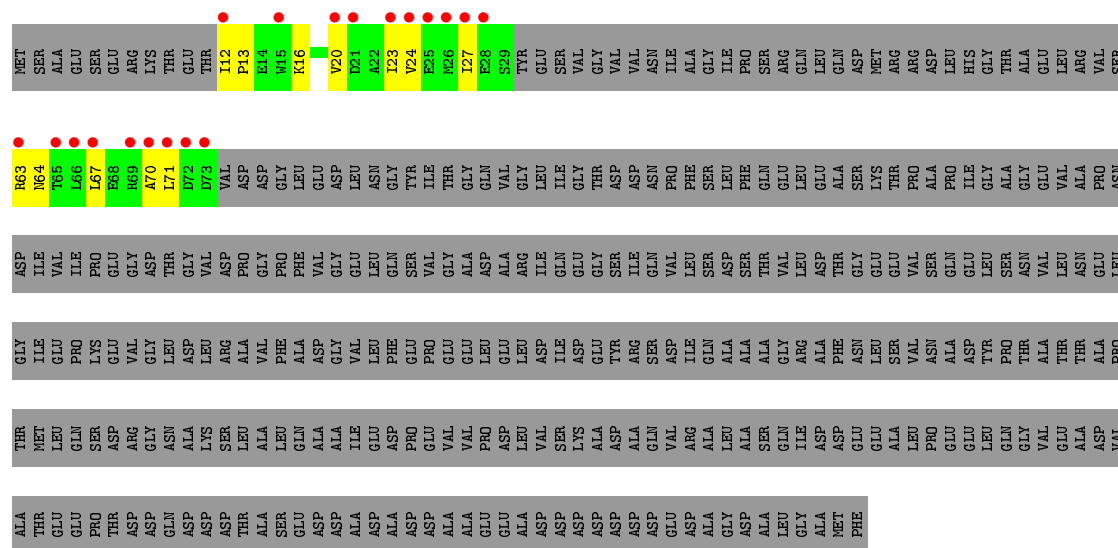 MET SER ALA GLU SER GLU ARG LYS THR GLU THR I12 P13 E14 W15 K16 V20 D21 A22 I23 V24 E25 M26 I27 E28 S29 TYR GLU SER VAL GLY VAL VAL ASN ILE ALA GLY ILE PRO SER ARG GLN LEU GLN ASP MET ARG ARG ASP LEU HIS GLY THR ALA GLU LEU ARG VAL SER
R63 N64 T65 L66 L67 E68 R69 A70 L71 D72 D73 VAL ASP ASP GLY LEU GLU ASP LEU ASN GLY TYR ILE THR GLY GLN VAL GLY LEU ILE GLY THR ASP ASP ASN PRO PHE SER LEU PHE GLN GLU LEU GLU ALA SER LYS THR PRO ALA PRO ILE GLY ALA GLY GLU VAL ALA PRO ASN
ASP ILE VAL ILE PRO GLU GLY ASP THR GLY VAL ASP PRO GLY PRO PHE VAL GLY GLU LEU GLN SER VAL GLY ALA ASP ALA ARG ILE GLN GLU GLY SER ILE GLN VAL LEU SER ASP SER THR VAL LEU ASP THR GLY GLU GLU VAL SER GLN GLU LEU SER ASN VAL LEU ASN GLU LEU
GLY ILE GLU PRO LYS GLU VAL GLY LEU ASP LEU ARG ALA VAL PHE ALA ASP GLY VAL LEU PHE GLU PRO GLU GLU LEU GLU LEU ASP ILE ASP GLU TYR ARG SER ASP ILE GLN ALA ALA ALA GLY ARG ALA PHE ASN LEU SER VAL ASN ALA ASP TYR PRO THR ALA THR THR ALA PRO
THR MET LEU GLN SER ASP ARG GLY ASN ALA LYS SER LEU ALA LEU GLN ALA ALA ILE GLU ASP PRO GLU VAL VAL PRO ASP LEU VAL SER LYS ALA ASP ALA GLN VAL ARG ALA LEU ALA SER GLN ILE ASP ASP GLU GLU ALA LEU PRO GLU GLU LEU GLN GLY VAL GLU ALA ASP VAL
ALA THR GLU GLU PRO THR ASP ASP GLN ASP ASP ASP THR ALA SER GLU ASP ASP ALA ASP ALA ASP ASP ALA ALA GLU GLU ALA ASP ASP ASP ASP ASP ASP ASP ASP GLU ASP ALA GLY ASP ALA LEU GLY ALA MET PHE